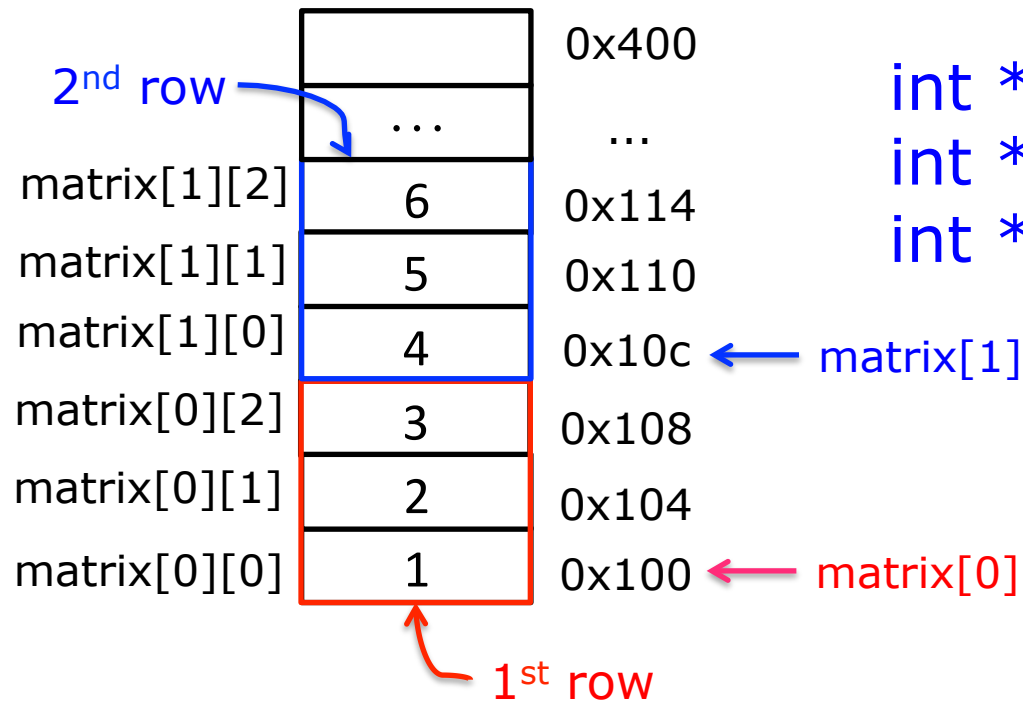 0x400
int *
2nd row
... ...
int *
matrix[1][2] 6 0x114
int *
matrix[1][1] 5 0x110
matrix[1][0] 4 0x10c matrix[1]
matrix[0][2] 3 0x108
matrix[0][1] 2 0x104
matrix[0][0] 1 0x100 matrix[0]
1st row